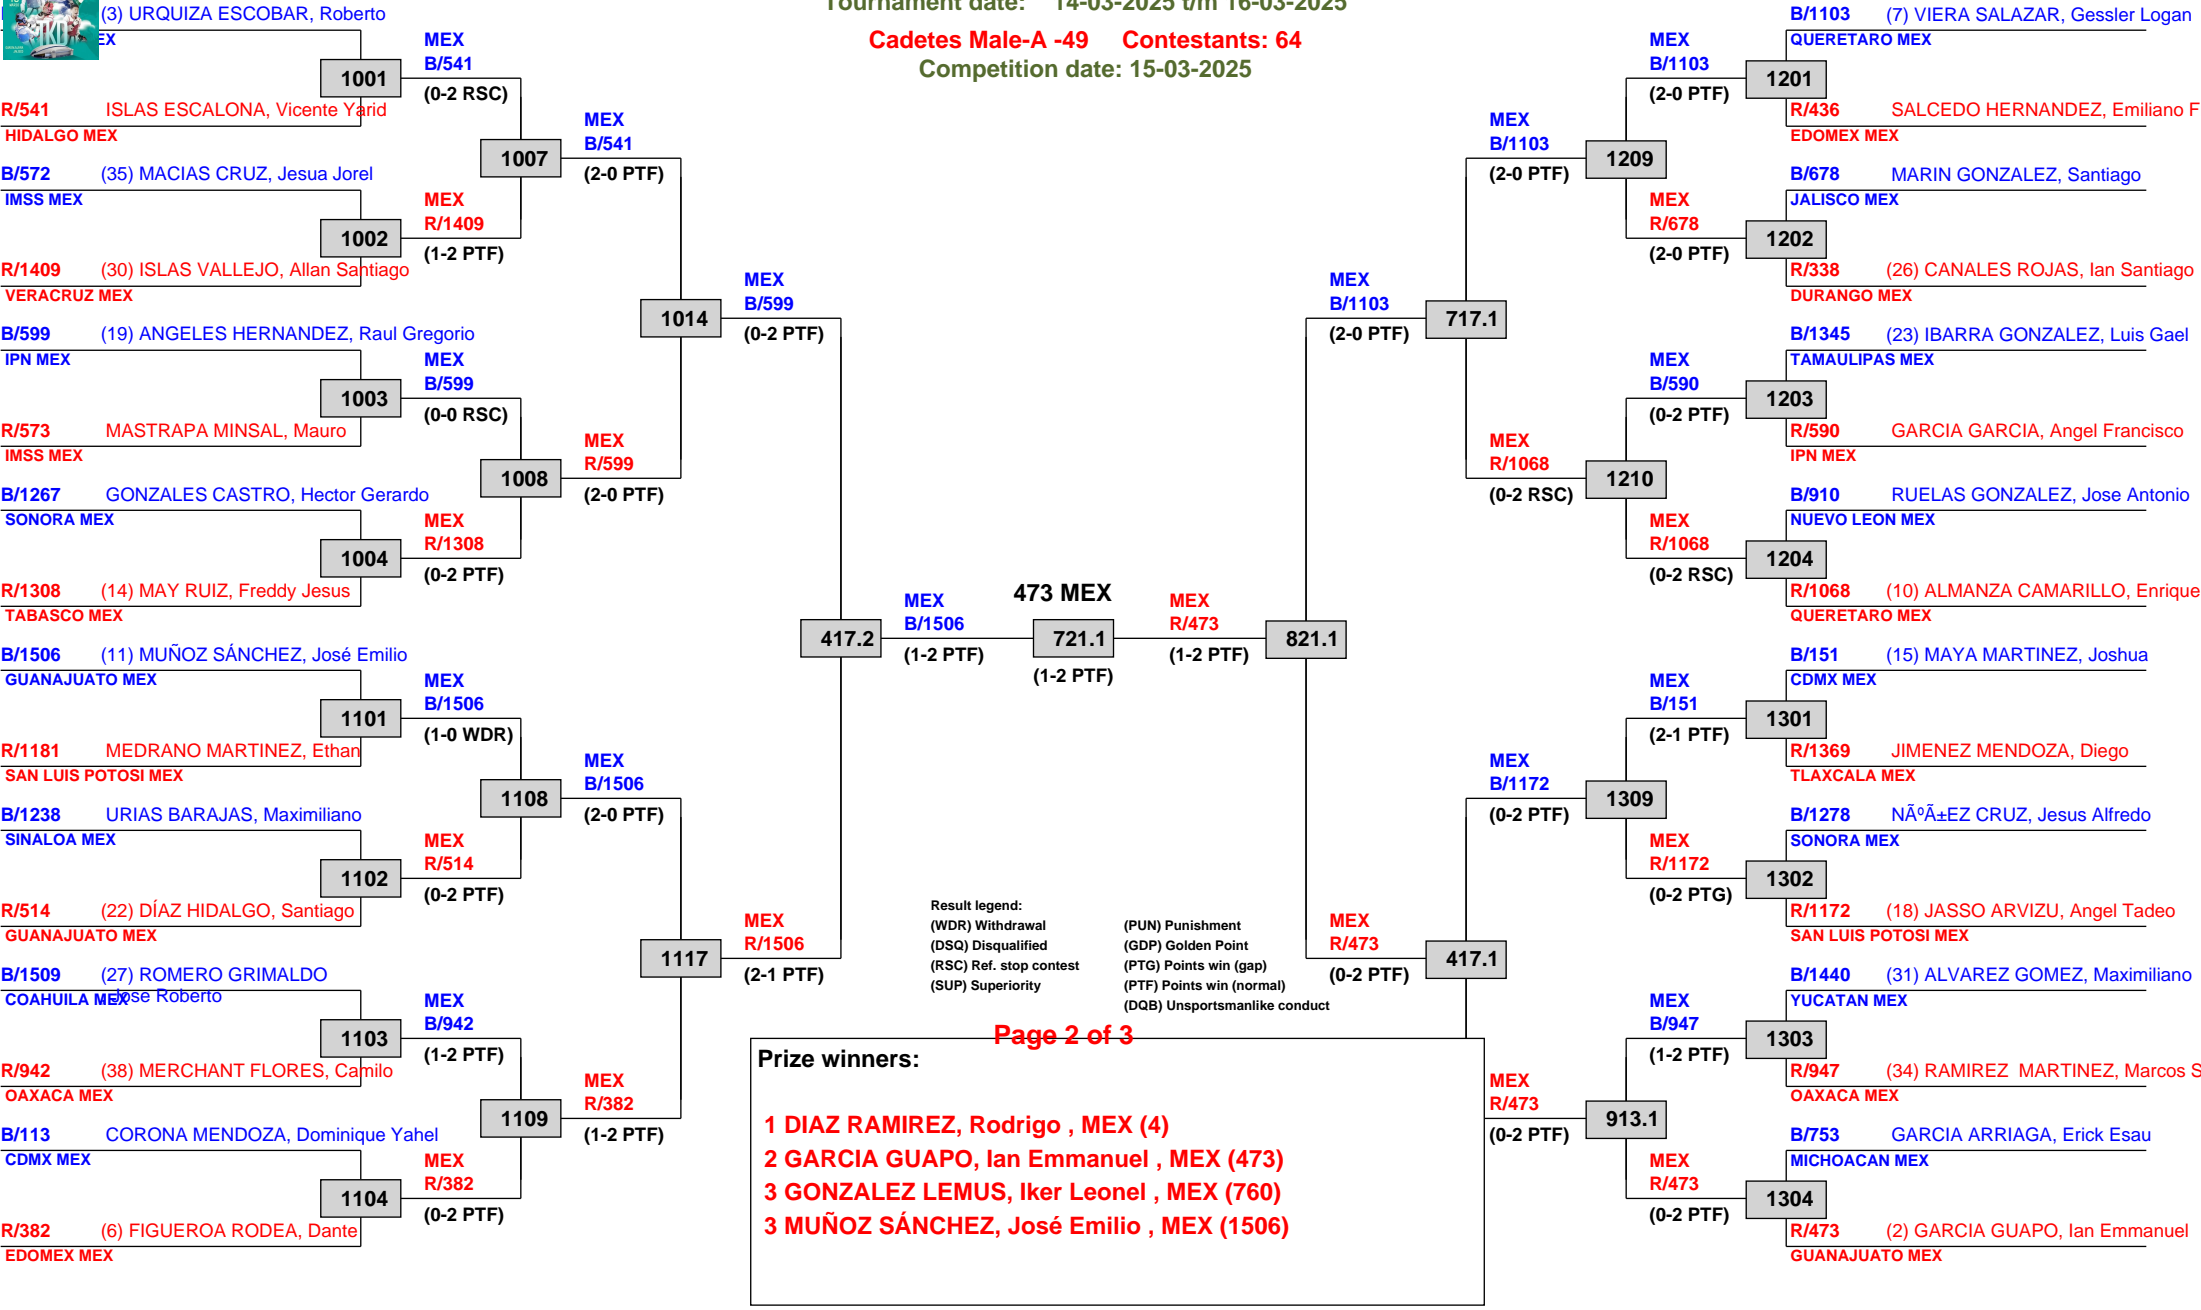 Tournament date: 14-03-2025 t/m 16-03-2025
Cadetes Male-A -49 Contestants: 64
Competition date: 15-03-2025
TKD
(3) URQUIZA ESCOBAR, Roberto
EX
R/541 ISLAS ESCALONA, Vicente Yarid
HIDALGO MEX
B/572 (35) MACIAS CRUZ, Jesua Jorel
IMSS MEX
R/1409 (30) ISLAS VALLEJO, Allan Santiago
VERACRUZ MEX
B/599 (19) ANGELES HERNANDEZ, Raul Gregorio
IPN MEX
R/573 MASTRAPA MINSAL, Mauro
IMSS MEX
B/1267 GONZALES CASTRO, Hector Gerardo
SONORA MEX
R/1308 (14) MAY RUIZ, Freddy Jesus
TABASCO MEX
B/1506 (11) MUÑOZ SÁNCHEZ, José Emilio
GUANAJUATO MEX
R/1181 MEDRANO MARTINEZ, Ethan
SAN LUIS POTOSI MEX
B/1238 URIAS BARAJAS, Maximiliano
SINALOA MEX
R/514 (22) DÍAZ HIDALGO, Santiago
GUANAJUATO MEX
B/1509 (27) ROMERO GRIMALDO
COAHUILA MEX Jose Roberto
R/942 (38) MERCHANT FLORES, Camilo
OAXACA MEX
B/113 CORONA MENDOZA, Dominique Yahel
CDMX MEX
R/382 (6) FIGUEROA RODEA, Dante
EDOMEX MEX
1001
MEX
B/541
(0-2 RSC)
1002
MEX
R/1409
(1-2 PTF)
1003
MEX
B/599
(0-0 RSC)
1004
MEX
R/1308
(0-2 PTF)
1101
MEX
B/1506
(1-0 WDR)
1102
MEX
R/514
(0-2 PTF)
1103
MEX
B/942
(1-2 PTF)
1104
MEX
R/382
(0-2 PTF)
1007
MEX
B/541
(2-0 PTF)
1008
MEX
R/599
(2-0 PTF)
1108
MEX
B/1506
(2-0 PTF)
1109
MEX
R/382
(1-2 PTF)
1014
MEX
B/599
(0-2 PTF)
1117
MEX
R/1506
(2-1 PTF)
417.2
MEX
B/1506
(1-2 PTF)
473 MEX
721.1
(1-2 PTF)
MEX
R/473
(1-2 PTF)
821.1
MEX
B/1103
(2-0 PTF)
717.1
MEX
R/473
(0-2 PTF)
417.1
MEX
B/1103
(2-0 PTF)
1209
MEX
R/1068
(0-2 RSC)
1210
MEX
B/1172
(0-2 PTF)
1309
MEX
R/473
(0-2 PTF)
913.1
MEX
B/1103
(2-0 PTF)
1201
MEX
R/678
(2-0 PTF)
1202
MEX
B/590
(0-2 PTF)
1203
MEX
R/1068
(0-2 RSC)
1204
MEX
B/151
(2-1 PTF)
1301
MEX
R/1172
(0-2 PTG)
1302
MEX
B/947
(1-2 PTF)
1303
MEX
R/473
(0-2 PTF)
1304
B/1103 (7) VIERA SALAZAR, Gessler Logan
QUERETARO MEX
R/436 SALCEDO HERNANDEZ, Emiliano F
EDOMEX MEX
B/678 MARIN GONZALEZ, Santiago
JALISCO MEX
R/338 (26) CANALES ROJAS, Ian Santiago
DURANGO MEX
B/1345 (23) IBARRA GONZALEZ, Luis Gael
TAMAULIPAS MEX
R/590 GARCIA GARCIA, Angel Francisco
IPN MEX
B/910 RUELAS GONZALEZ, Jose Antonio
NUEVO LEON MEX
R/1068 (10) ALMANZA CAMARILLO, Enrique
QUERETARO MEX
B/151 (15) MAYA MARTINEZ, Joshua
CDMX MEX
R/1369 JIMENEZ MENDOZA, Diego
TLAXCALA MEX
B/1278 NÃºÃ±EZ CRUZ, Jesus Alfredo
SONORA MEX
R/1172 (18) JASSO ARVIZU, Angel Tadeo
SAN LUIS POTOSI MEX
B/1440 (31) ALVAREZ GOMEZ, Maximiliano
YUCATAN MEX
R/947 (34) RAMIREZ MARTINEZ, Marcos S
OAXACA MEX
B/753 GARCIA ARRIAGA, Erick Esau
MICHOACAN MEX
R/473 (2) GARCIA GUAPO, Ian Emmanuel
GUANAJUATO MEX
Result legend:
(WDR) Withdrawal (PUN) Punishment
(DSQ) Disqualified (GDP) Golden Point
(RSC) Ref. stop contest (PTG) Points win (gap)
(SUP) Superiority (PTF) Points win (normal)
(DQB) Unsportsmanlike conduct
Page 2 of 3
Prize winners:
1 DIAZ RAMIREZ, Rodrigo , MEX (4)
2 GARCIA GUAPO, Ian Emmanuel , MEX (473)
3 GONZALEZ LEMUS, Iker Leonel , MEX (760)
3 MUÑOZ SÁNCHEZ, José Emilio , MEX (1506)